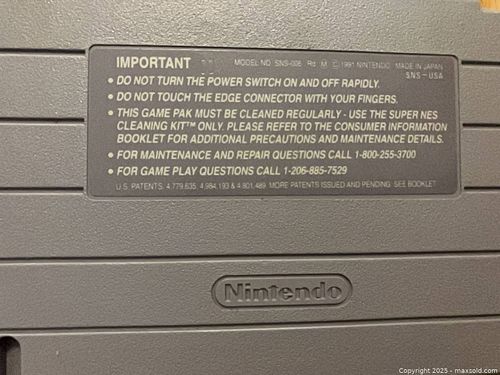 IMPORTANT MODEL NO. SNS-006 © 1991 NINTENDO MADE IN JAPAN
SNS-USA
• DO NOT TURN THE POWER SWITCH ON AND OFF RAPIDLY.
• DO NOT TOUCH THE EDGE CONNECTOR WITH YOUR FINGERS.
• THIS GAME PAK MUST BE CLEANED REGULARLY - USE THE SUPER NES
CLEANING KIT™ ONLY. PLEASE REFER TO THE CONSUMER INFORMATION
BOOKLET FOR ADDITIONAL PRECAUTIONS AND MAINTENANCE DETAILS.
• FOR MAINTENANCE AND REPAIR QUESTIONS CALL 1-800-255-3700
• FOR GAME PLAY QUESTIONS CALL 1-206-885-7529
U.S. PATENTS 4,779,635 4,984,193 & 4,801,489 MORE PATENTS ISSUED AND PENDING. SEE BOOKLET
Nintendo
Copyright 2025 - maxsold.com